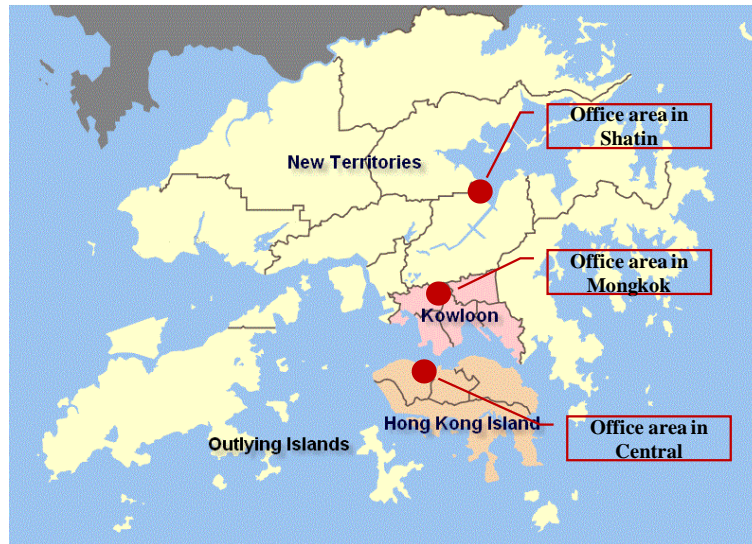 Office area in
Shatin
New Territories
Office area in
Mongkok
Kowloon
Hong Kong Island
Office area in
Central
Outlying Islands